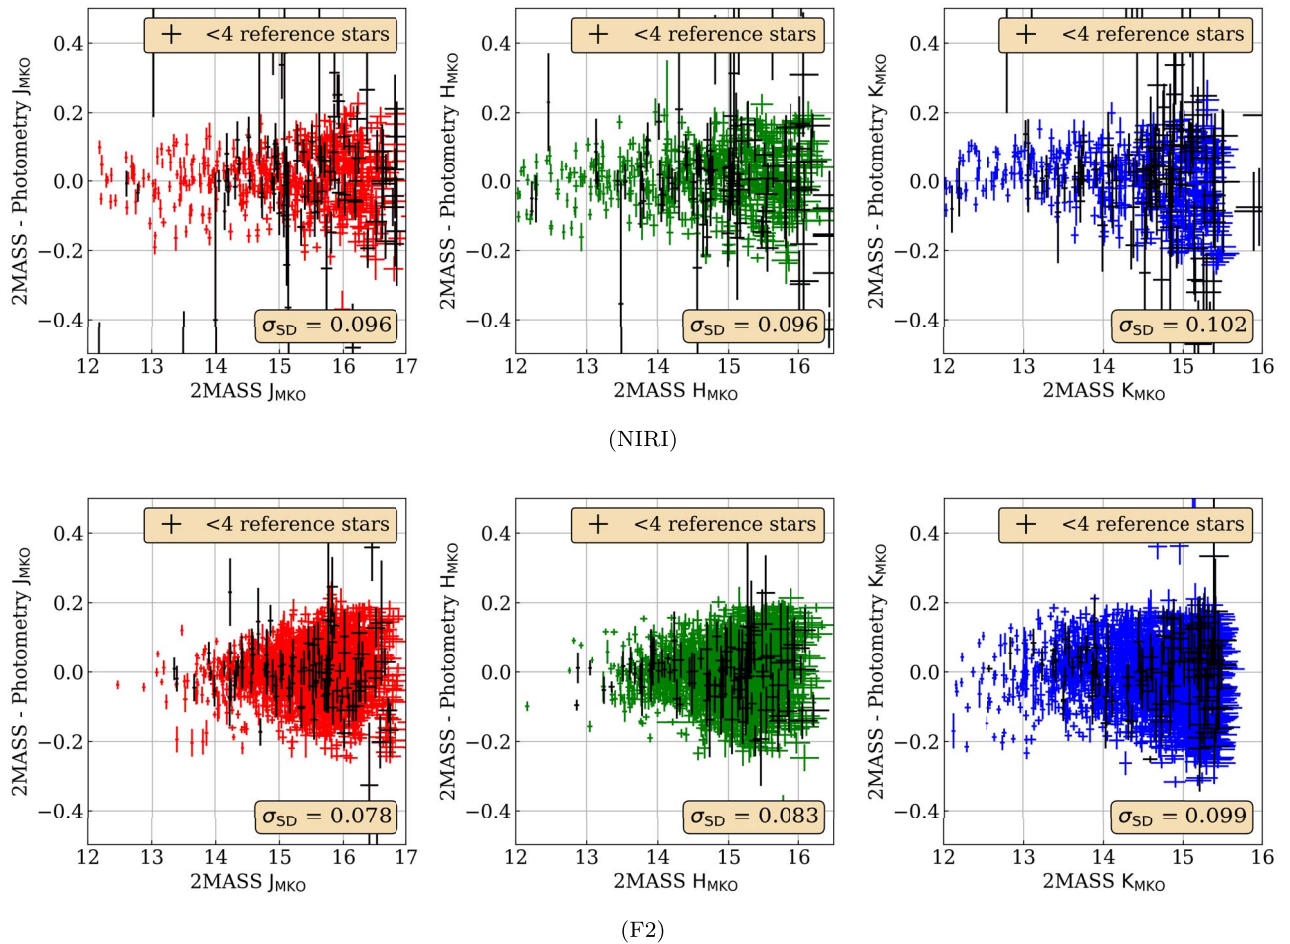 <4 reference stars
<4 reference stars
<4 reference stars
2MASS - Photometry J_MKO
0.4
0.2
0.0
−0.2
−0.4
σ_SD = 0.096
12 13 14 15 16 17
2MASS J_MKO
2MASS - Photometry H_MKO
0.4
0.2
0.0
−0.2
−0.4
σ_SD = 0.096
12 13 14 15 16
2MASS H_MKO
2MASS - Photometry K_MKO
0.4
0.2
0.0
−0.2
−0.4
σ_SD = 0.102
12 13 14 15 16
2MASS K_MKO
(NIRI)
<4 reference stars
<4 reference stars
<4 reference stars
2MASS - Photometry J_MKO
0.4
0.2
0.0
−0.2
−0.4
σ_SD = 0.078
12 13 14 15 16 17
2MASS J_MKO
2MASS - Photometry H_MKO
0.4
0.2
0.0
−0.2
−0.4
σ_SD = 0.083
12 13 14 15 16
2MASS H_MKO
2MASS - Photometry K_MKO
0.4
0.2
0.0
−0.2
−0.4
σ_SD = 0.099
12 13 14 15 16
2MASS K_MKO
(F2)